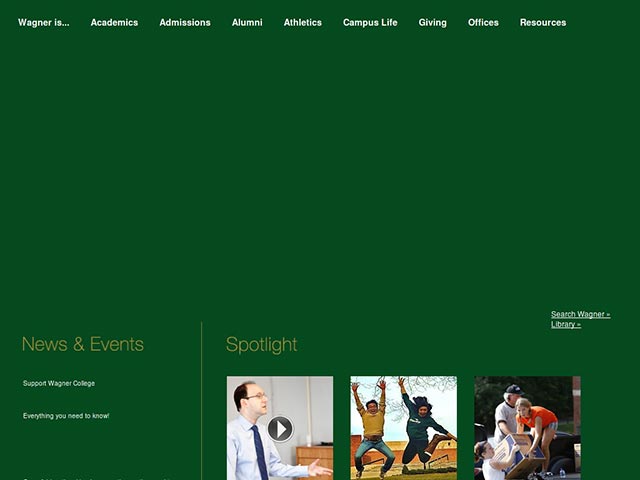 Wagner is... Academics Admissions Alumni Athletics Campus Life Giving Offices Resources
Search Wagner »
Library »
News & Events
Spotlight
Support Wagner College
Everything you need to know!